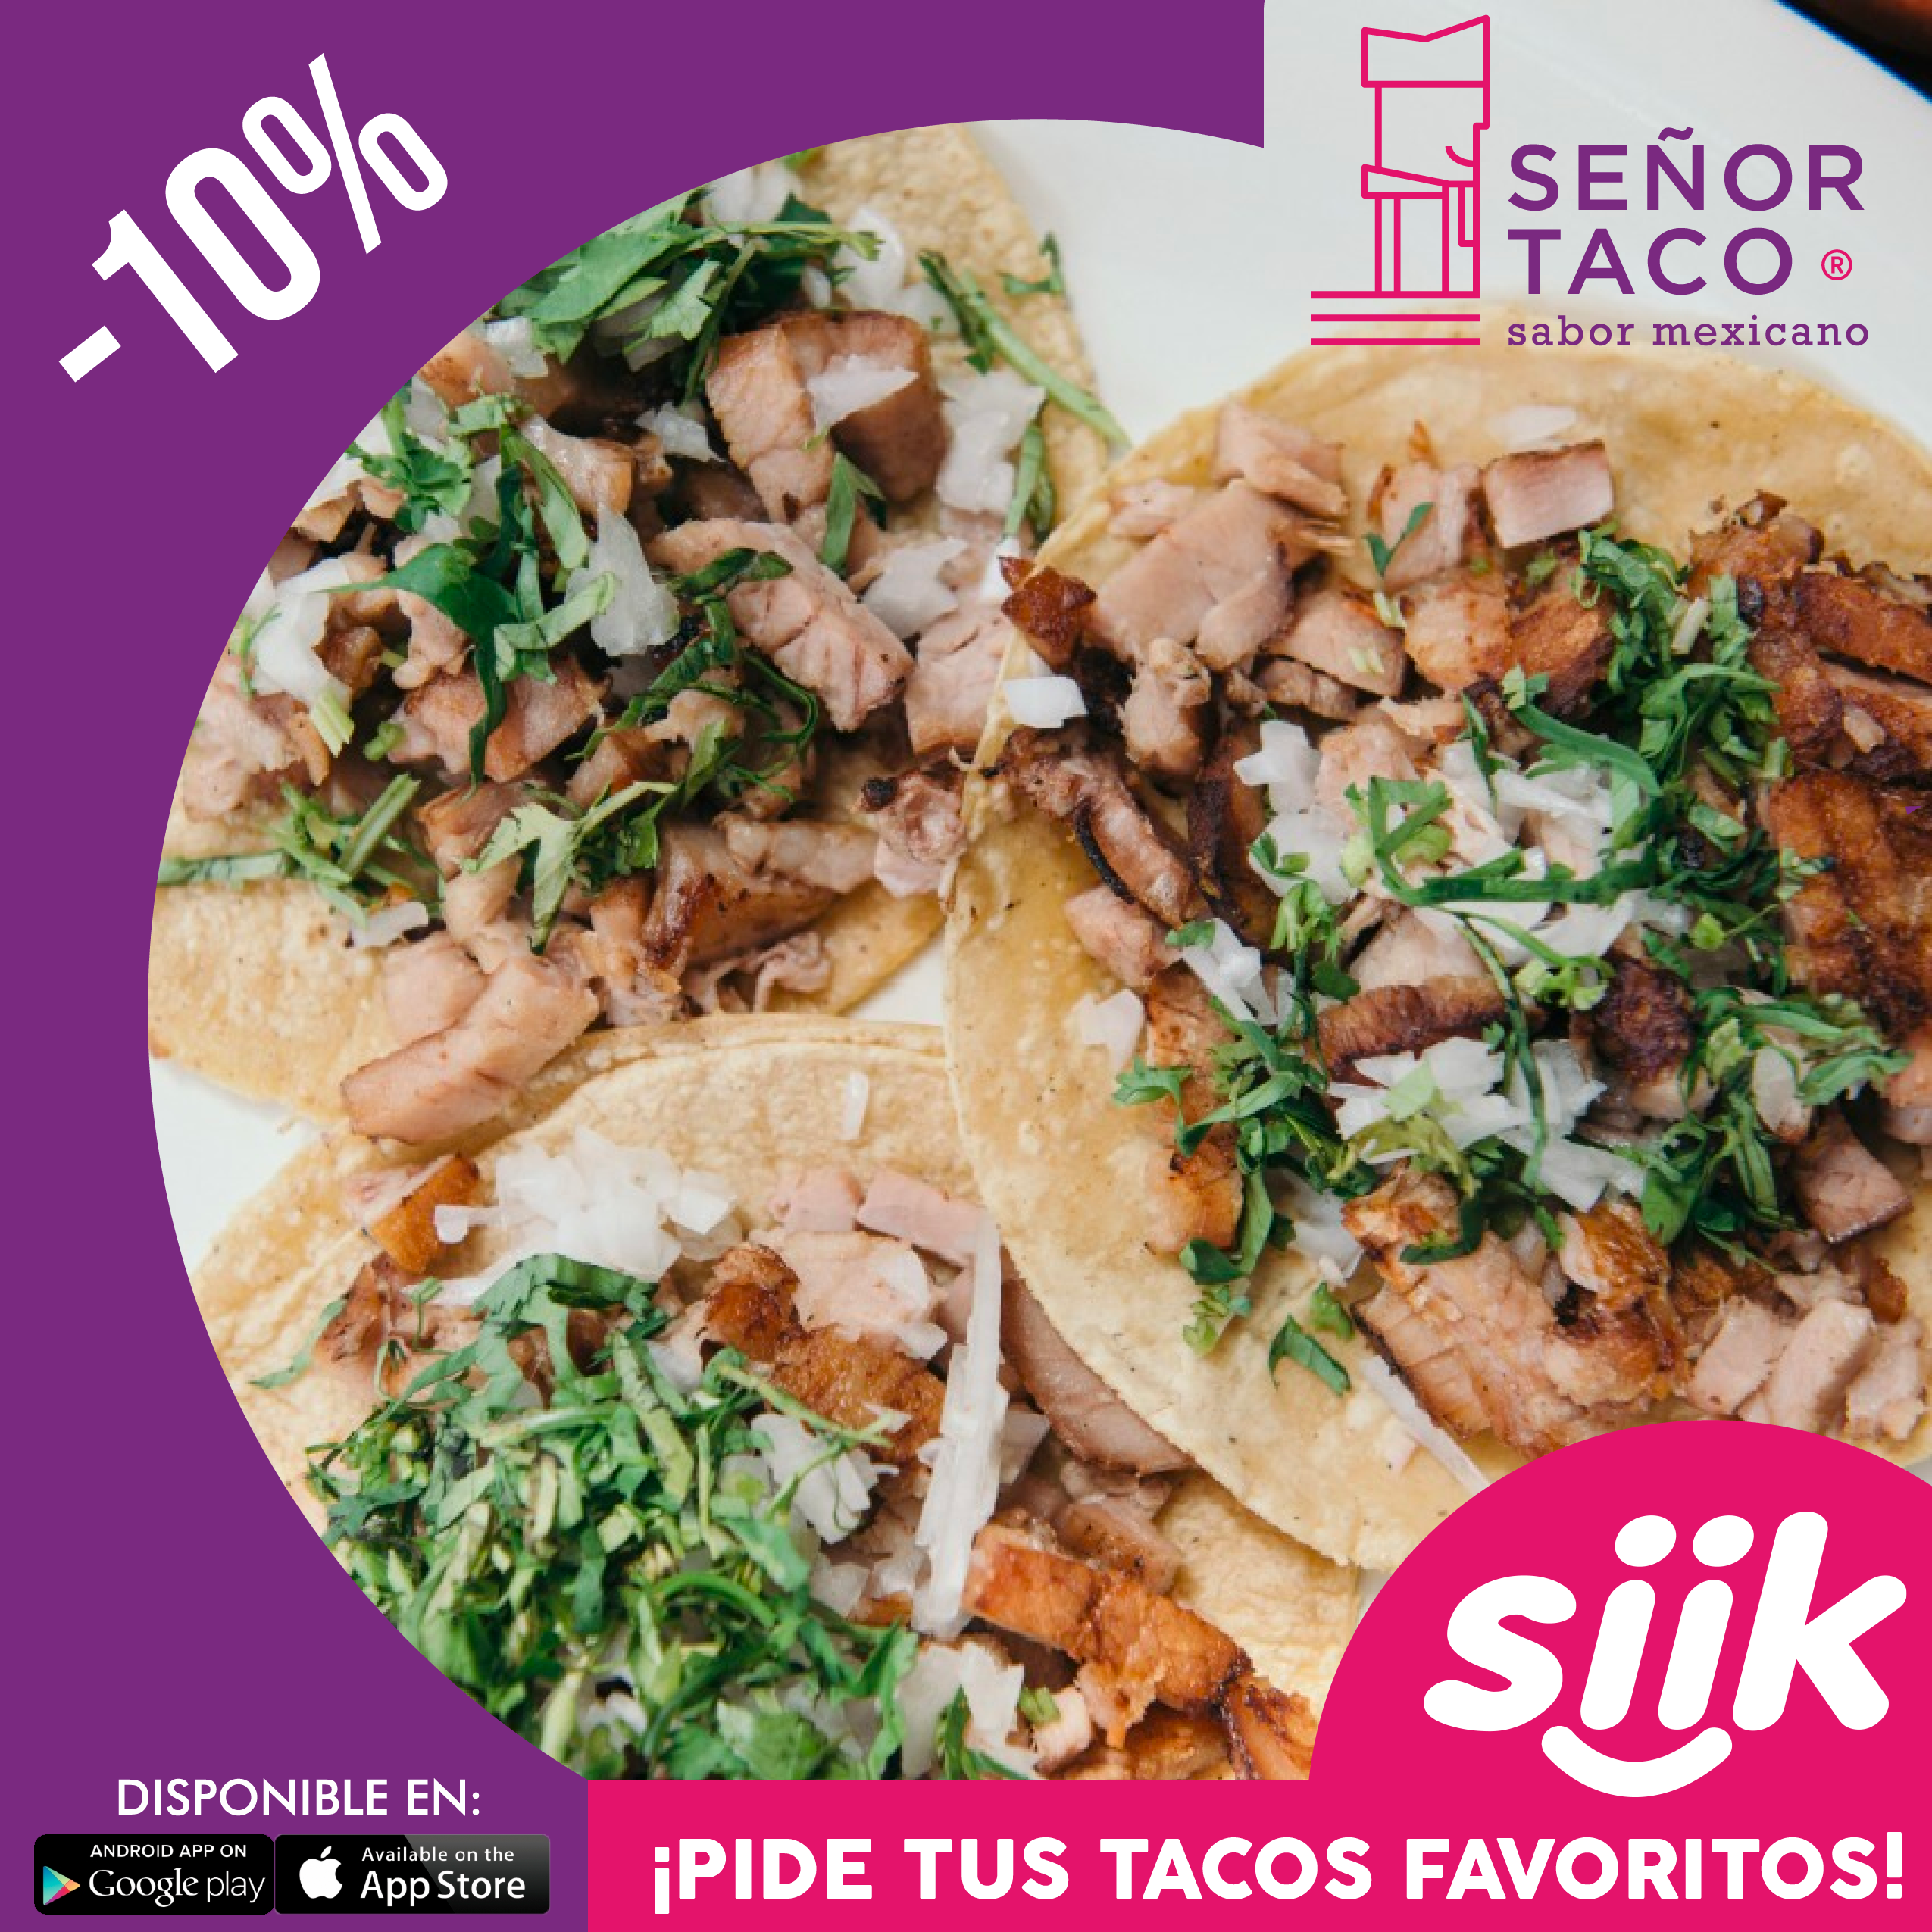 -10%
SEÑOR
TACO ®
sabor mexicano
siik
DISPONIBLE EN:
ANDROID APP ON
Google play
Available on the
App Store
¡PIDE TUS TACOS FAVORITOS!